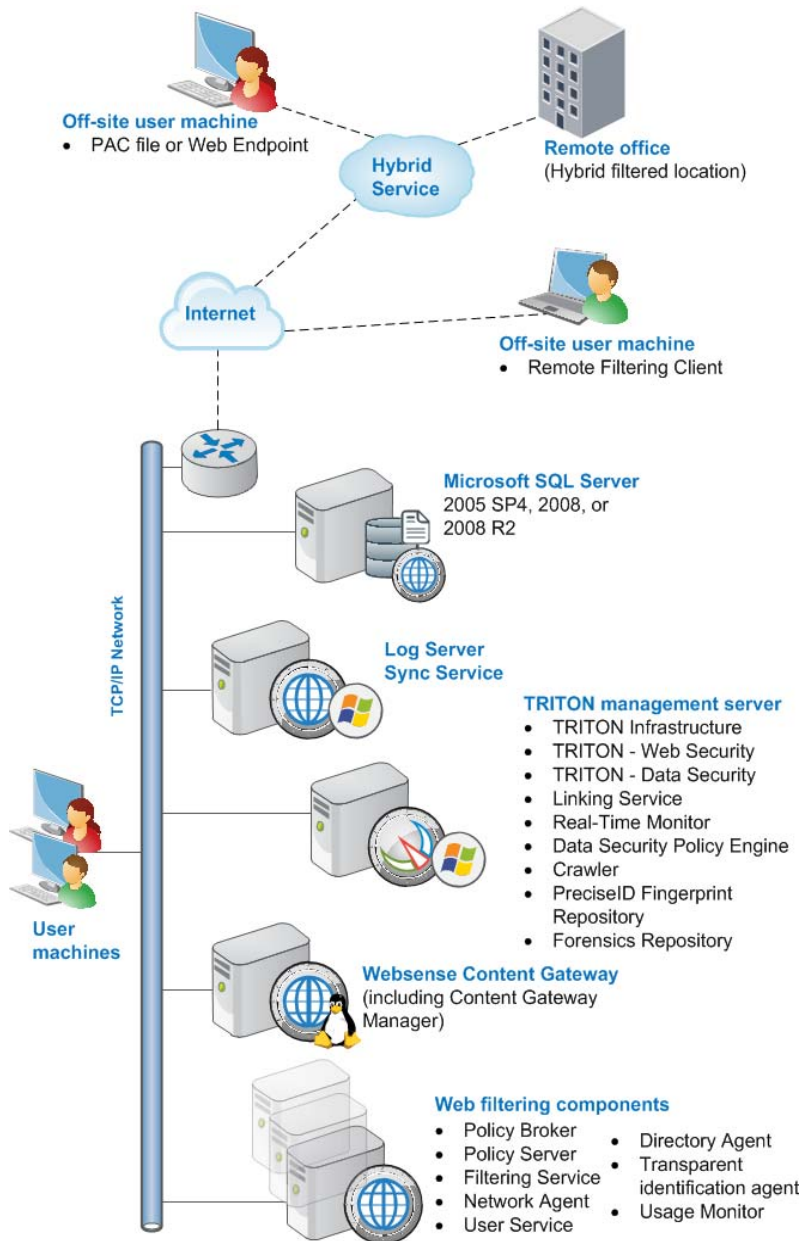 Off-site user machine
• PAC file or Web Endpoint
Hybrid
Service
Remote office
(Hybrid filtered location)
Internet
Off-site user machine
• Remote Filtering Client
Microsoft SQL Server
2005 SP4, 2008, or
2008 R2
TCP/IP Network
Log Server
Sync Service
TRITON management server
• TRITON Infrastructure
• TRITON - Web Security
• TRITON - Data Security
• Linking Service
• Real-Time Monitor
• Data Security Policy Engine
• Crawler
• PreciseID Fingerprint
Repository
• Forensics Repository
User
machines
Websense Content Gateway
(including Content Gateway
Manager)
Web filtering components
• Policy Broker
• Policy Server
• Filtering Service
• Network Agent
• User Service
• Directory Agent
• Transparent
identification agent
• Usage Monitor